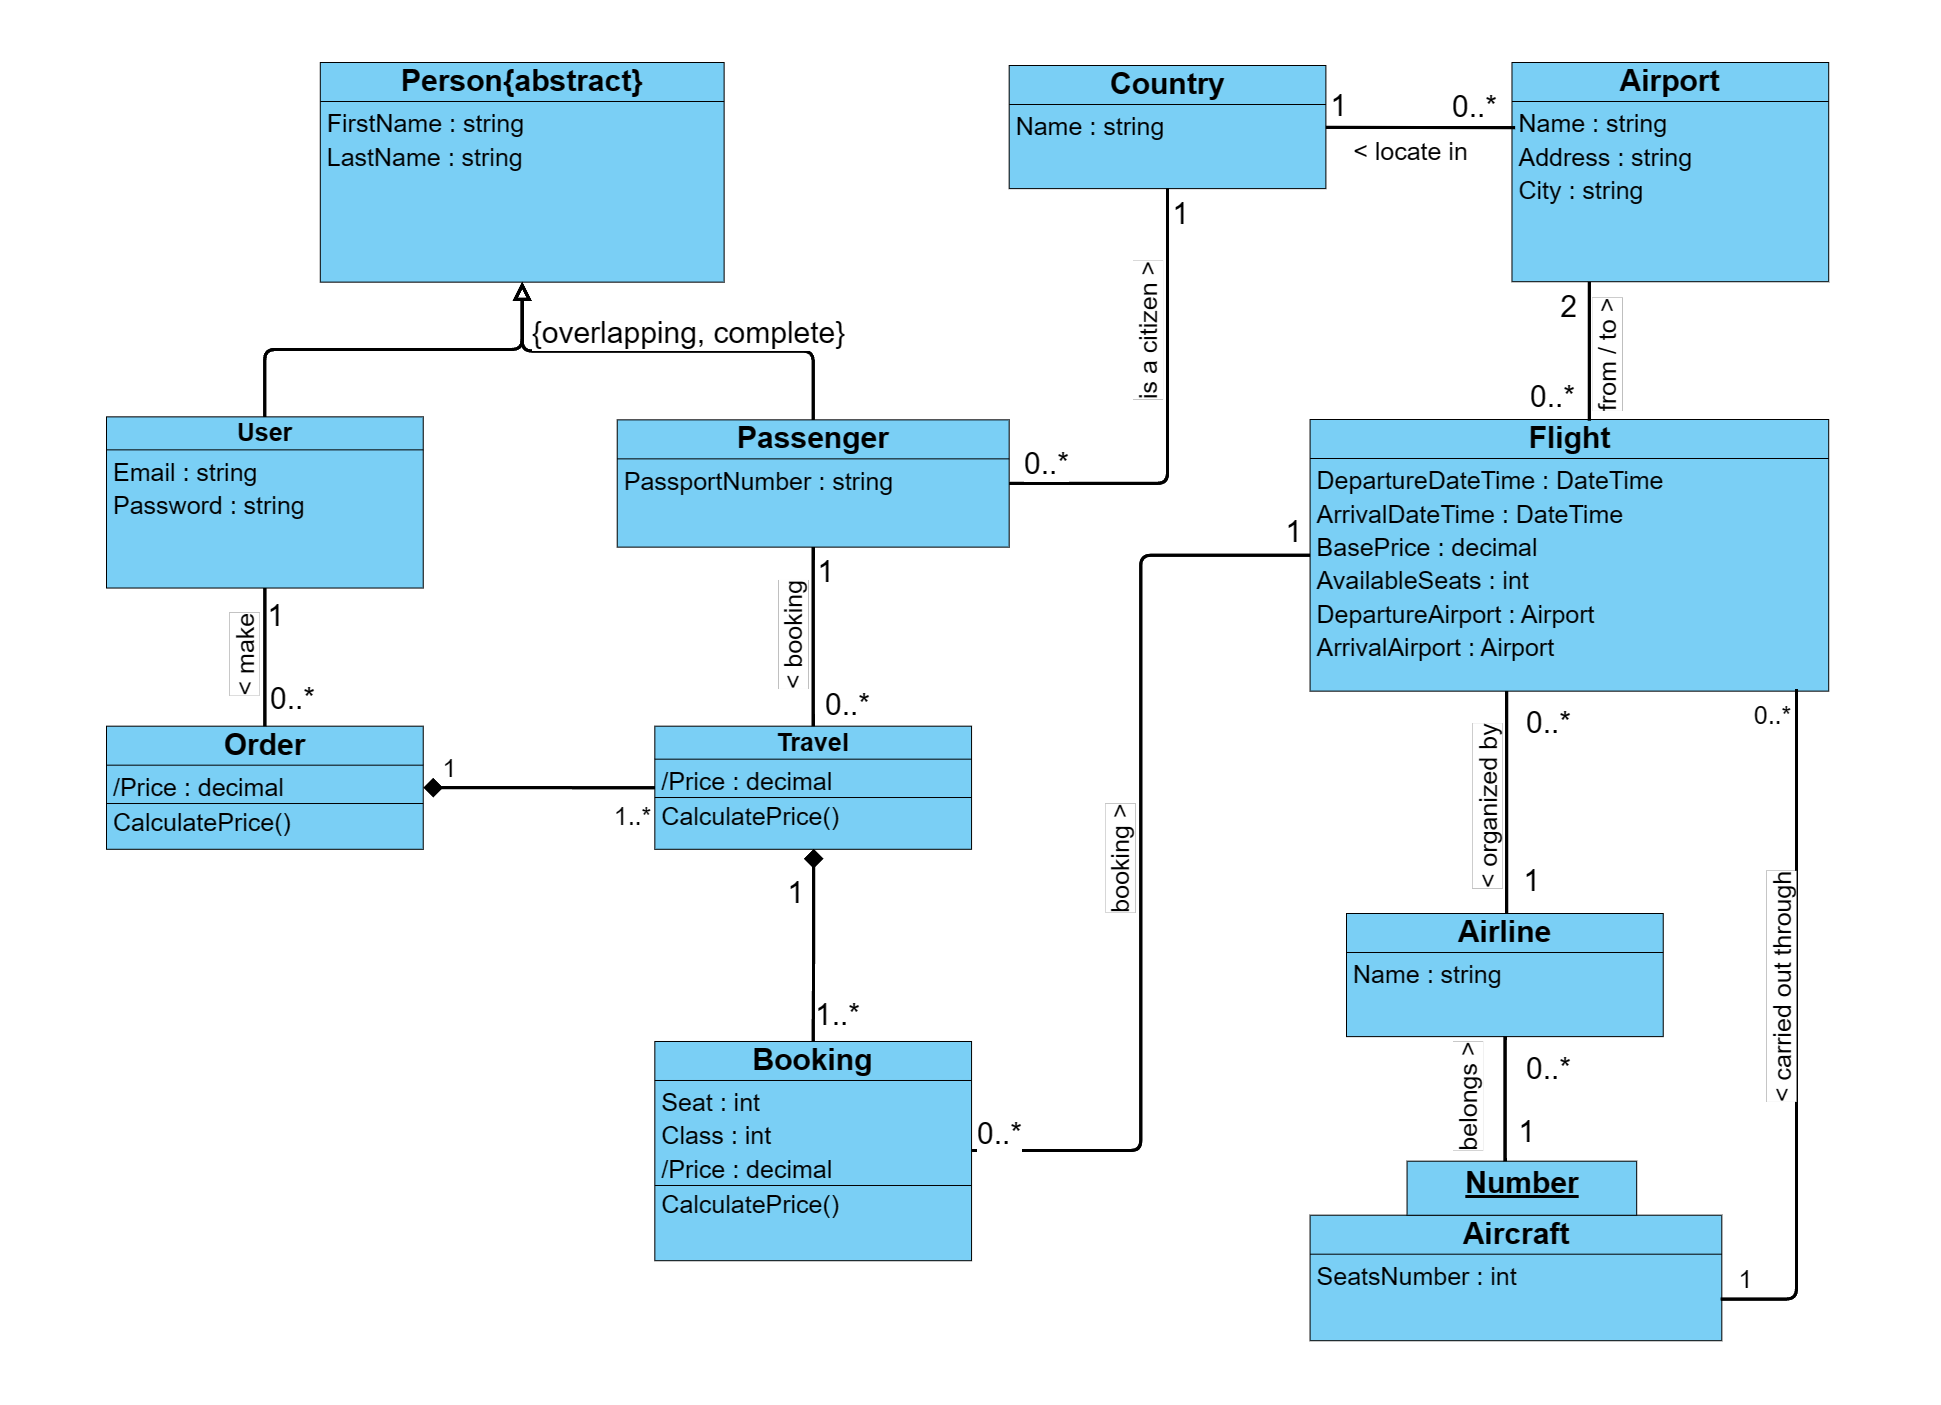 Person{abstract}
FirstName : string
LastName : string
Country
Name : string
1
0..*
< locate in
Airport
Name : string
Address : string
City : string
1
is a citizen >
0..*
2
from / to >
0..*
{overlapping, complete}
User
Email : string
Password : string
Passenger
PassportNumber : string
Flight
DepartureDateTime : DateTime
ArrivalDateTime : DateTime
BasePrice : decimal
AvailableSeats : int
DepartureAirport : Airport
ArrivalAirport : Airport
1
< make
0..*
1
< booking
0..*
1
booking >
0..*
Order
/Price : decimal
CalculatePrice()
1
1..*
Travel
/Price : decimal
CalculatePrice()
1
1..*
Booking
Seat : int
Class : int
/Price : decimal
CalculatePrice()
0..*
< organized by
1
0..*
< carried out through
1
Airline
Name : string
belongs >
0..*
1
Number
Aircraft
SeatsNumber : int